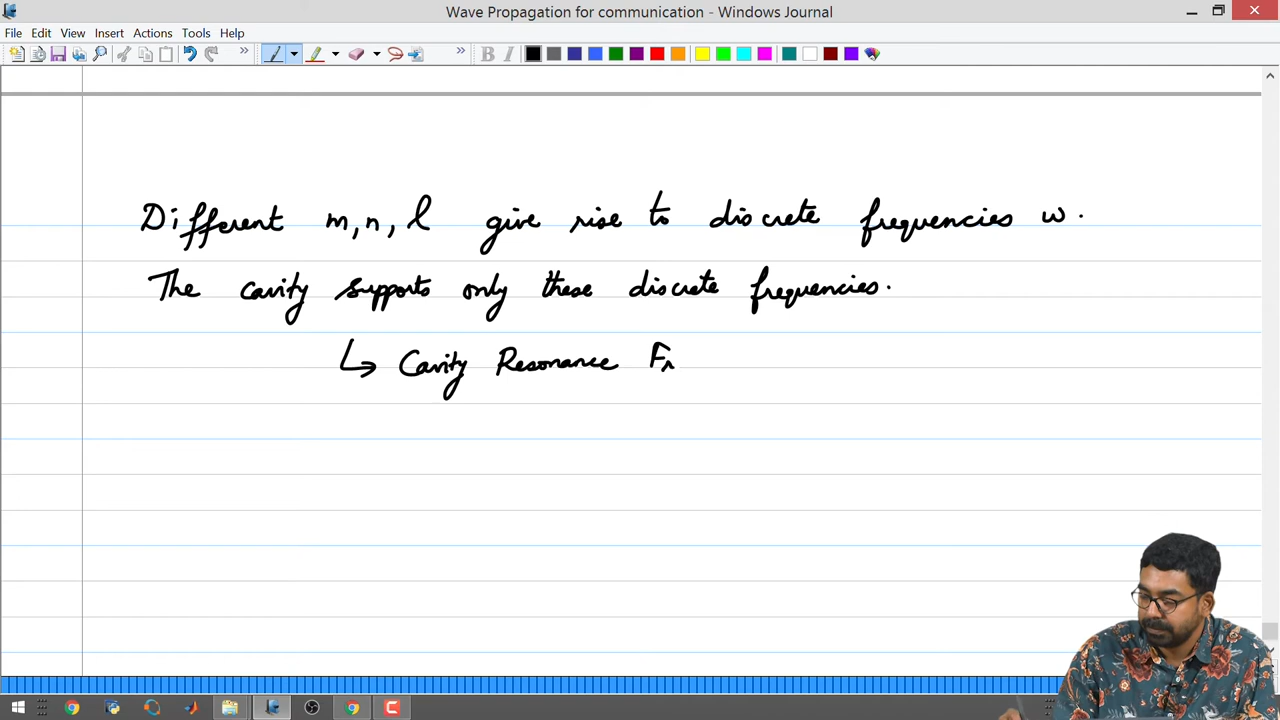 Wave Propagation for communication - Windows Journal
File Edit View Insert Actions Tools Help
Different m, n, l give rise to discrete frequencies ω.
The cavity supports only these discrete frequencies.
↳ Cavity Resonance Fr